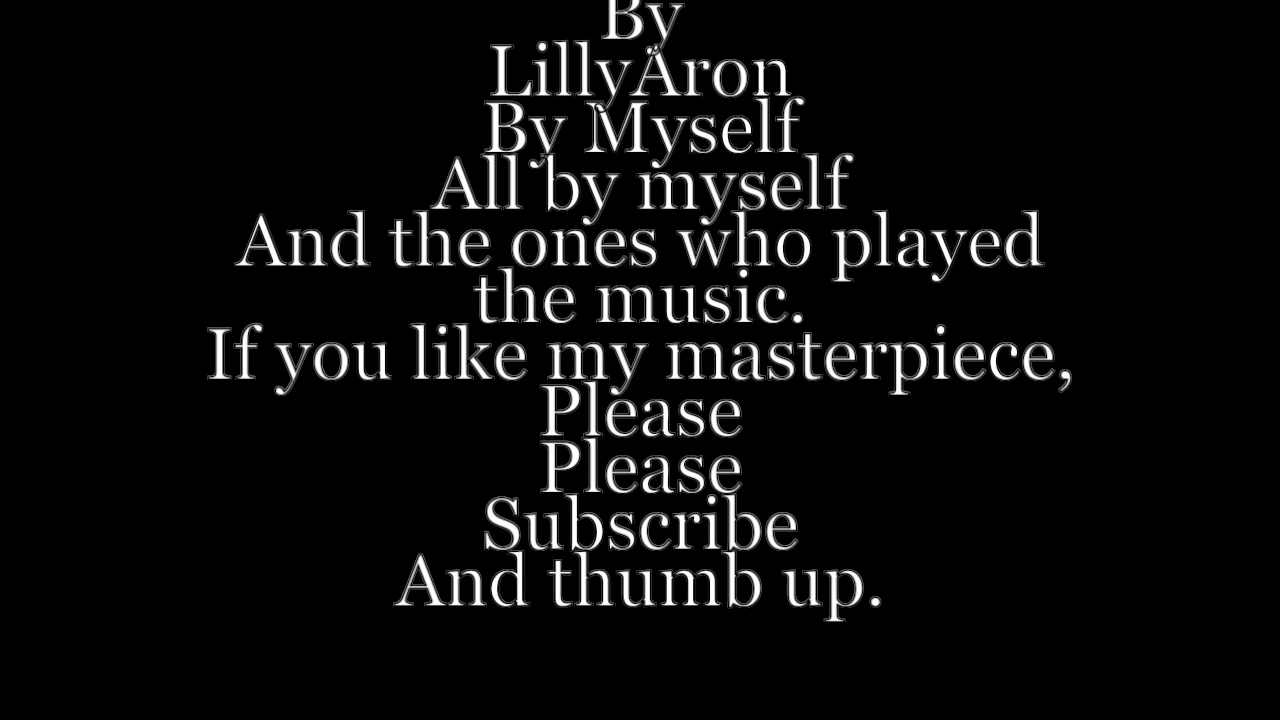 By
LillyAron
By Myself
All by myself
And the ones who played
the music.
If you like my masterpiece,
Please
Please
Subscribe
And thumb up.